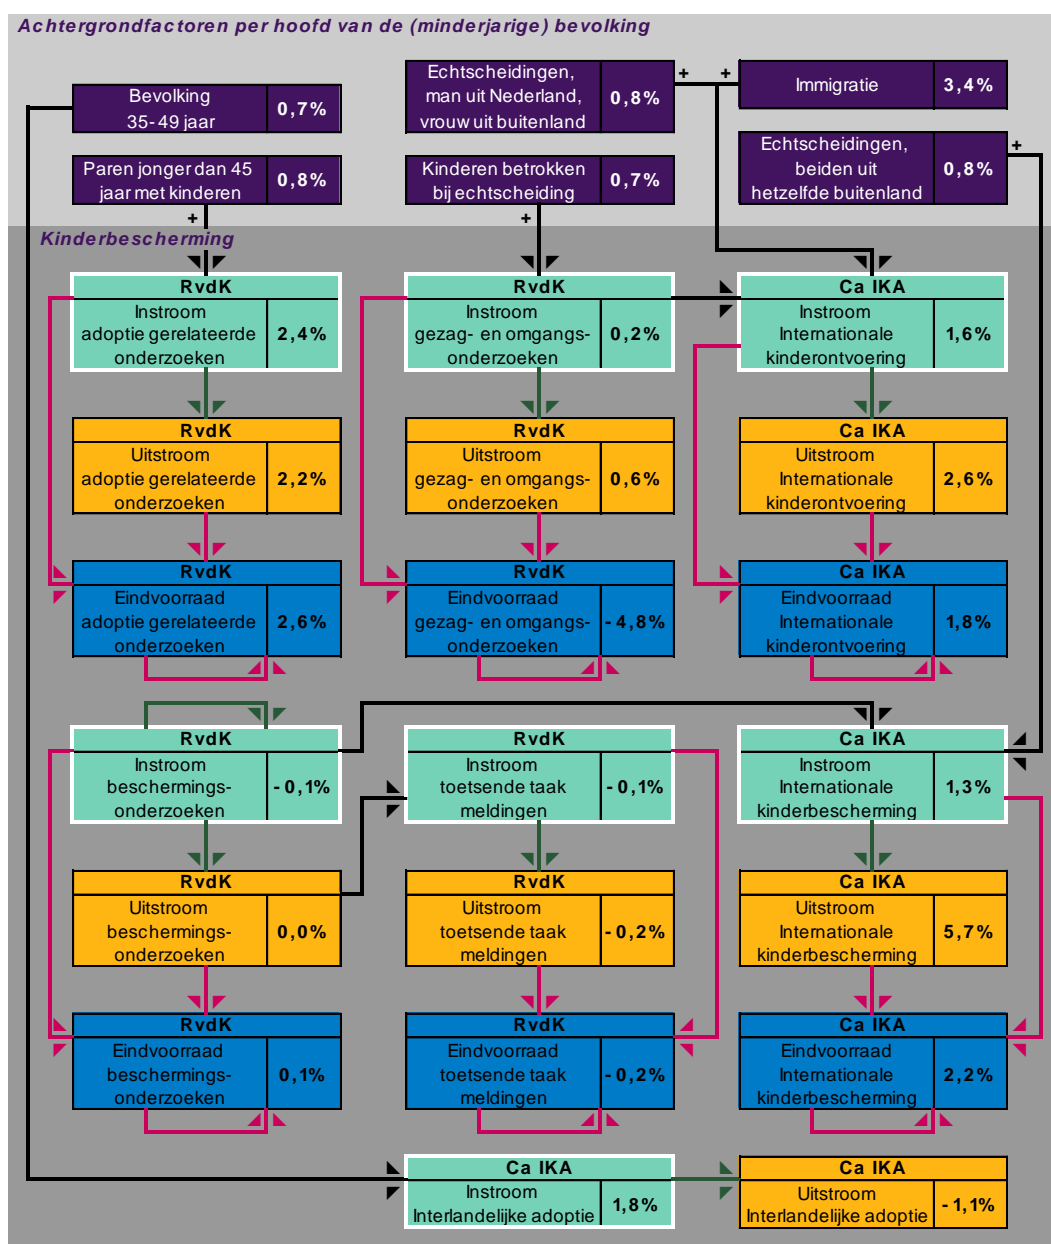 Achtergrondfactoren per hoofd van de (minderjarige) bevolking
Bevolking
35-49 jaar
0,7%
Echtscheidingen,
man uit Nederland,
vrouw uit buitenland
0,8%
+
+
Immigratie
3,4%
Paren jonger dan 45
jaar met kinderen
0,8%
+
Kinderen betrokken
bij echtscheiding
0,7%
+
Echtscheidingen,
beiden uit
hetzelfde buitenland
0,8%
+
Kinderbescherming
RvdK
Instroom
adoptie gerelateerde
onderzoeken
2,4%
RvdK
Instroom
gezag- en omgangs-
onderzoeken
0,2%
Ca IKA
Instroom
Internationale
kinderontvoering
1,6%
RvdK
Uitstroom
adoptie gerelateerde
onderzoeken
2,2%
RvdK
Uitstroom
gezag- en omgangs-
onderzoeken
0,6%
Ca IKA
Uitstroom
Internationale
kinderontvoering
2,6%
RvdK
Eindvoorraad
adoptie gerelateerde
onderzoeken
2,6%
RvdK
Eindvoorraad
gezag- en omgangs-
onderzoeken
-4,8%
Ca IKA
Eindvoorraad
Internationale
kinderontvoering
1,8%
RvdK
Instroom
beschermings-
onderzoeken
-0,1%
RvdK
Instroom
toetsende taak
meldingen
-0,1%
Ca IKA
Instroom
Internationale
kinderbescherming
1,3%
RvdK
Uitstroom
beschermings-
onderzoeken
0,0%
RvdK
Uitstroom
toetsende taak
meldingen
-0,2%
Ca IKA
Uitstroom
Internationale
kinderbescherming
5,7%
RvdK
Eindvoorraad
beschermings-
onderzoeken
0,1%
RvdK
Eindvoorraad
toetsende taak
meldingen
-0,2%
Ca IKA
Eindvoorraad
Internationale
kinderbescherming
2,2%
Ca IKA
Instroom
Interlandelijke adoptie
1,8%
Ca IKA
Uitstroom
Interlandelijke adoptie
-1,1%